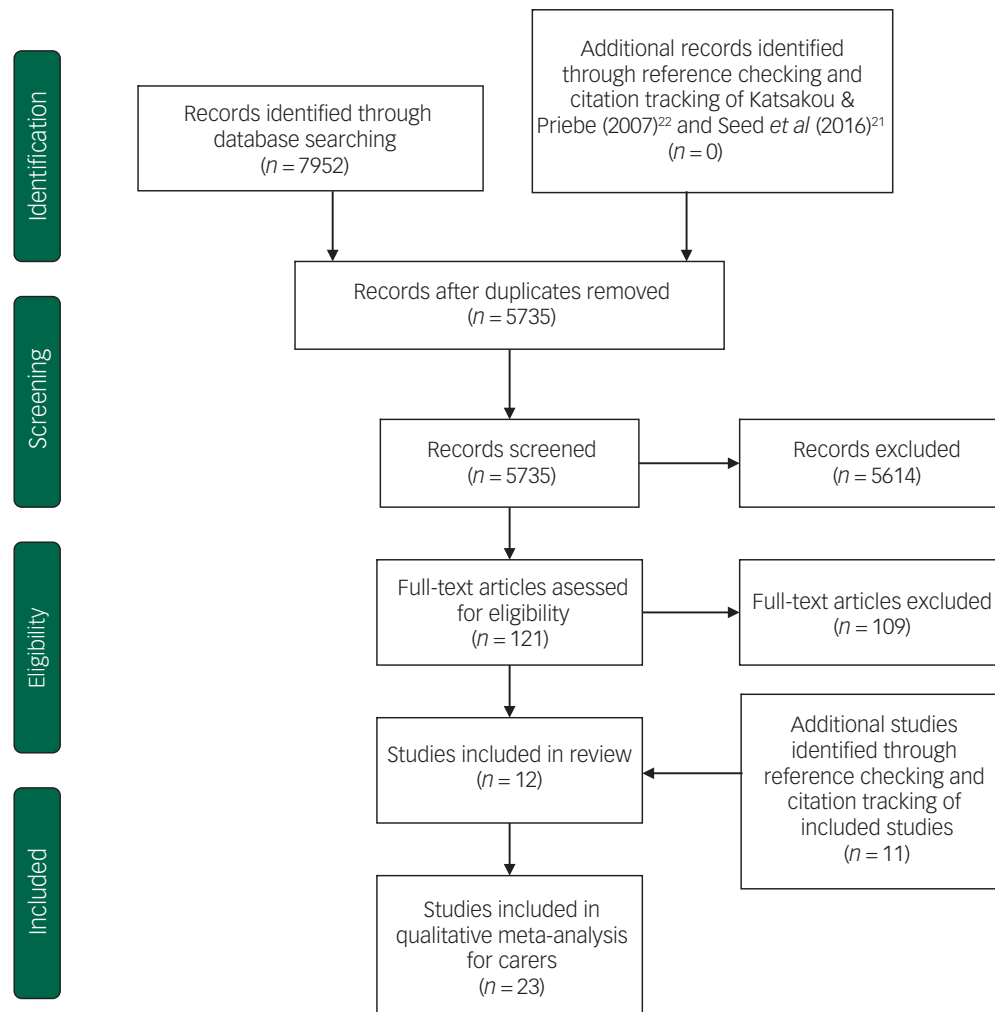 Identification
Records identified through
database searching
(n = 7952)
Additional records identified
through reference checking and
citation tracking of Katsakou &
Priebe (2007)22 and Seed et al (2016)21
(n = 0)
Records after duplicates removed
(n = 5735)
Screening
Records screened
(n = 5735)
Records excluded
(n = 5614)
Eligibility
Full-text articles asessed
for eligibility
(n = 121)
Full-text articles excluded
(n = 109)
Studies included in review
(n = 12)
Additional studies
identified through
reference checking and
citation tracking of
included studies
(n = 11)
Included
Studies included in
qualitative meta-analysis
for carers
(n = 23)